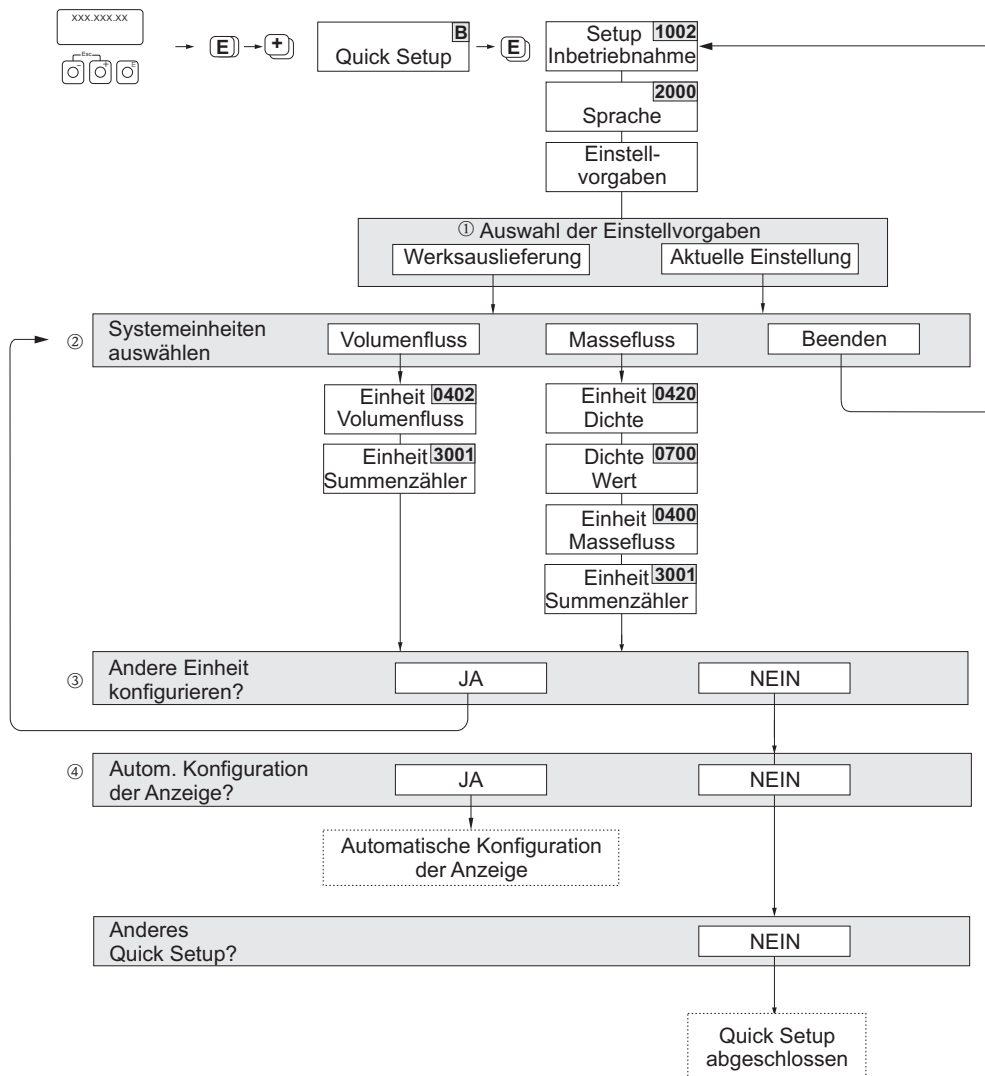 xxx.xxx.xx
Esc
- + E
E
+
B
Quick Setup
E
Setup 1002
Inbetriebnahme
2000
Sprache
Einstell-
vorgaben
① Auswahl der Einstellvorgaben
Werksauslieferung
Aktuelle Einstellung
②
Systemeinheiten
auswählen
Volumenfluss
Massefluss
Beenden
Einheit 0402
Volumenfluss
Einheit 3001
Summenzähler
Einheit 0420
Dichte
Dichte 0700
Wert
Einheit 0400
Massefluss
Einheit 3001
Summenzähler
③
Andere Einheit
konfigurieren?
JA
NEIN
④
Autom. Konfiguration
der Anzeige?
JA
NEIN
Automatische Konfiguration
der Anzeige
Anderes
Quick Setup?
NEIN
Quick Setup
abgeschlossen